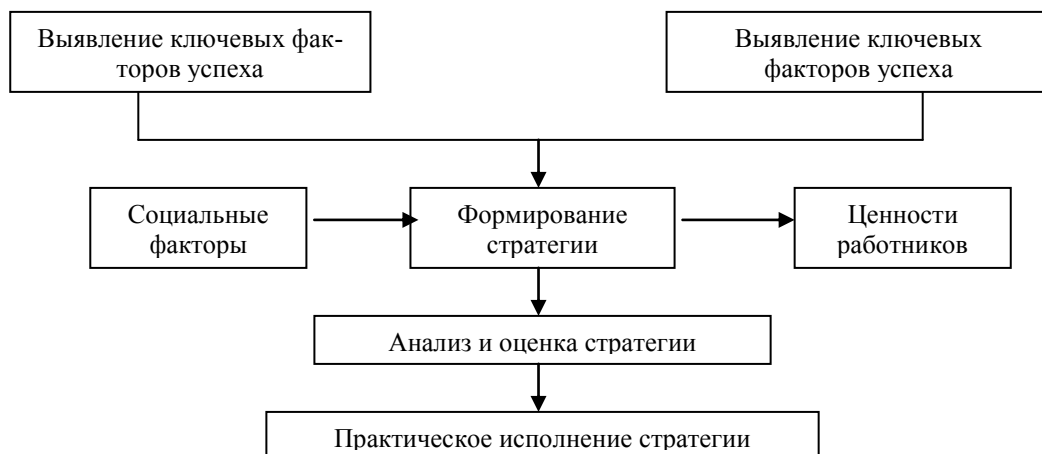 Выявление ключевых фак-
торов успеха
Выявление ключевых
факторов успеха
Социальные
факторы
Формирование
стратегии
Ценности
работников
Анализ и оценка стратегии
Практическое исполнение стратегии